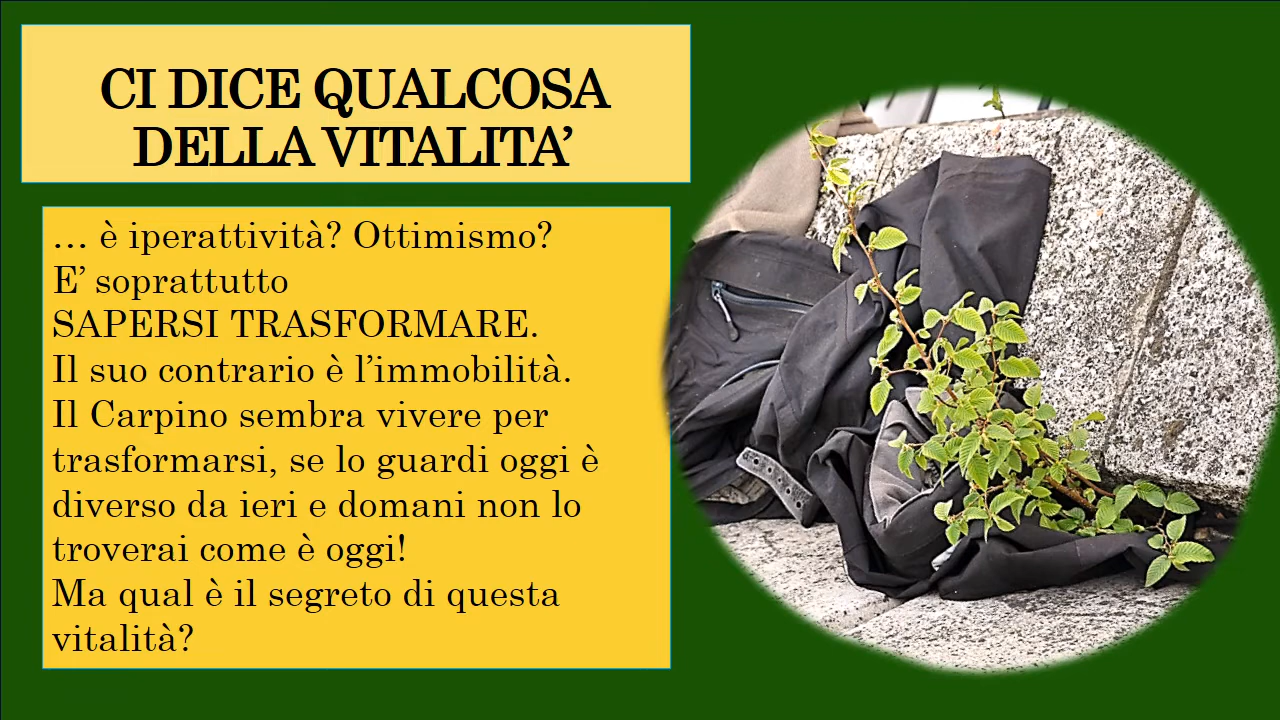 CI DICE QUALCOSA
DELLA VITALITA’
… è iperattività? Ottimismo?
E’ soprattutto
SAPERSI TRASFORMARE.
Il suo contrario è l’immobilità.
Il Carpino sembra vivere per
trasformarsi, se lo guardi oggi è
diverso da ieri e domani non lo
troverai come è oggi!
Ma qual è il segreto di questa
vitalità?